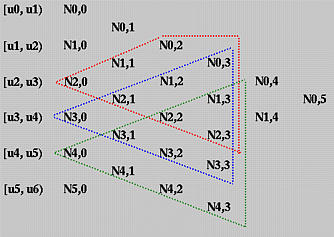 [u0, u1) N0,0
N0,1
[u1, u2) N1,0 N0,2
N1,1 N0,3
[u2, u3) N2,0 N1,2 N0,4
N2,1 N1,3 N0,5
[u3, u4) N3,0 N2,2 N1,4
N3,1 N2,3
[u4, u5) N4,0 N3,2
N4,1 N3,3
[u5, u6) N5,0 N4,2
N4,3